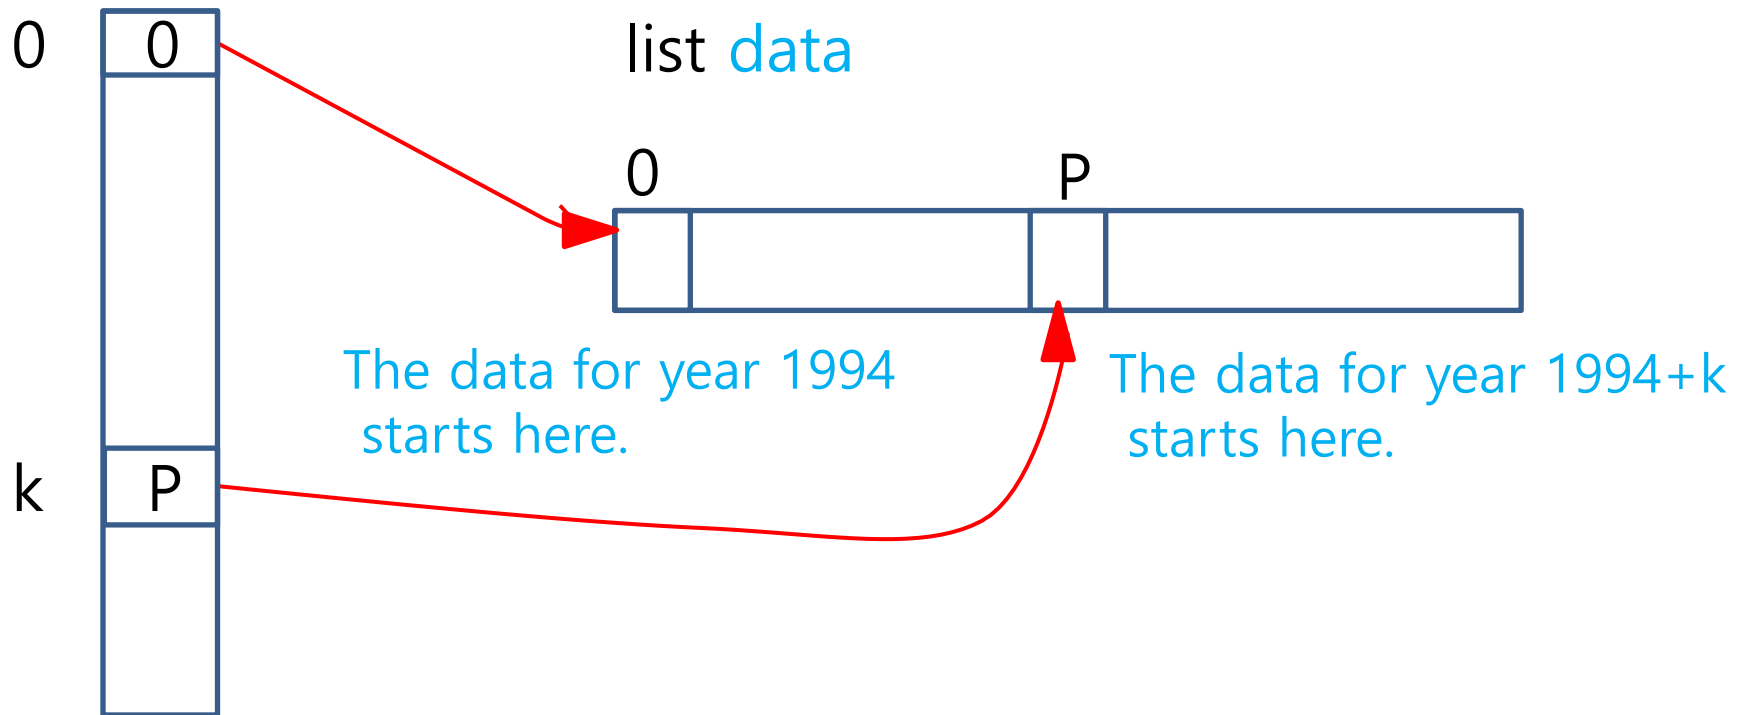 0
0
list data
0
P
The data for year 1994
starts here.
The data for year 1994+k
starts here.
k
P